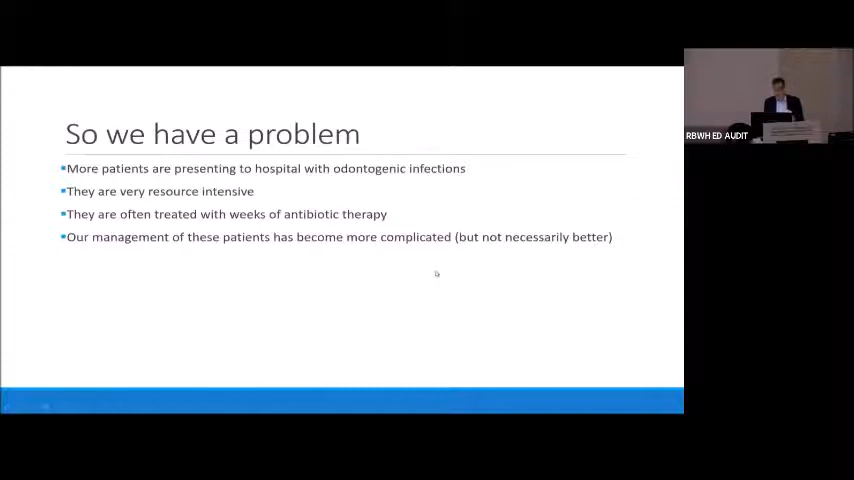 So we have a problem
▪More patients are presenting to hospital with odontogenic infections
▪They are very resource intensive
▪They are often treated with weeks of antibiotic therapy
▪Our management of these patients has become more complicated (but not necessarily better)
RBWH ED AUDIT